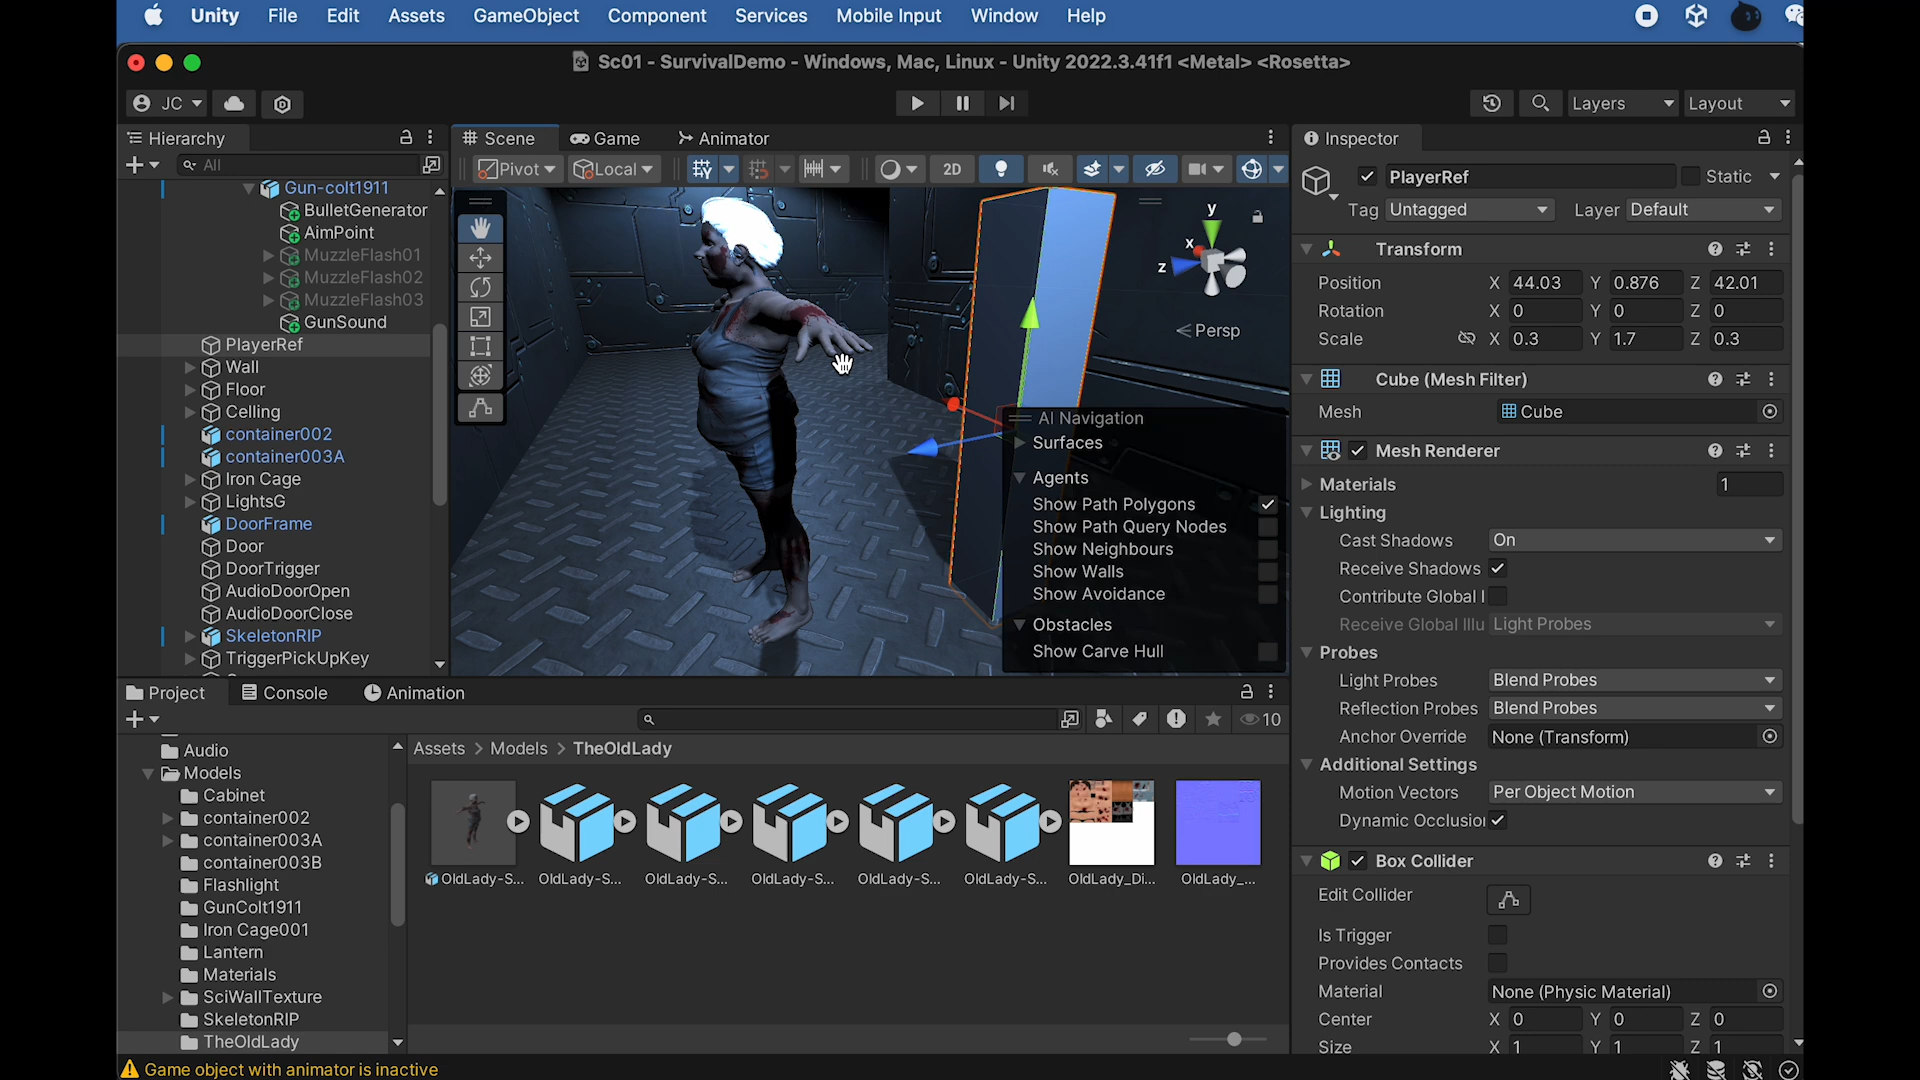 Unity File Edit Assets GameObject Component Services Mobile Input Window Help
Sc01 - SurvivalDemo - Windows, Mac, Linux - Unity 2022.3.41f1 <Metal> <Rosetta>
JC
Layers
Layout
Hierarchy
All
Gun-colt1911
BulletGenerator
AimPoint
MuzzleFlash01
MuzzleFlash02
MuzzleFlash03
GunSound
PlayerRef
Wall
Floor
Celling
container002
container003A
Iron Cage
LightsG
DoorFrame
Door
DoorTrigger
AudioDoorOpen
AudioDoorClose
SkeletonRIP
TriggerPickUpKey
Scene
Game
Animator
Pivot
Local
2D
y
x
z
Persp
AI Navigation
Surfaces
Agents
Show Path Polygons
Show Path Query Nodes
Show Neighbours
Show Walls
Show Avoidance
Obstacles
Show Carve Hull
Inspector
PlayerRef
Static
Tag Untagged
Layer Default
Transform
Position X 44.03 Y 0.876 Z 42.01
Rotation X 0 Y 0 Z 0
Scale X 0.3 Y 1.7 Z 0.3
Cube (Mesh Filter)
Mesh Cube
Mesh Renderer
Materials 1
Lighting
Cast Shadows On
Receive Shadows
Contribute Global I
Receive Global Illu Light Probes
Probes
Light Probes Blend Probes
Reflection Probes Blend Probes
Anchor Override None (Transform)
Additional Settings
Motion Vectors Per Object Motion
Dynamic Occlusio
Box Collider
Edit Collider
Is Trigger
Provides Contacts
Material None (Physic Material)
Center X 0 Y 0 Z 0
Size X 1 Y 1 Z 1
Project
Console
Animation
10
Audio
Models
Cabinet
container002
container003A
container003B
Flashlight
GunColt1911
Iron Cage001
Lantern
Materials
SciWallTexture
SkeletonRIP
TheOldLady
Assets > Models > TheOldLady
OldLady-S...
OldLady-S...
OldLady-S...
OldLady-S...
OldLady-S...
OldLady-S...
OldLady_Di...
OldLady_...
Game object with animator is inactive